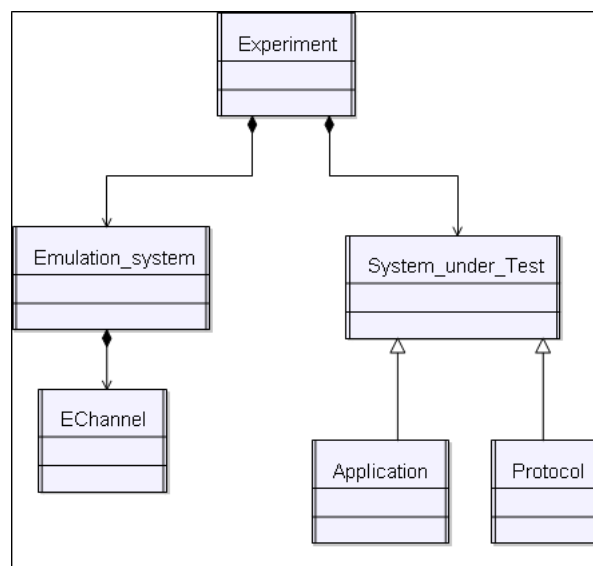 Experiment
Emulation_system
System_under_Test
EChannel
Application
Protocol